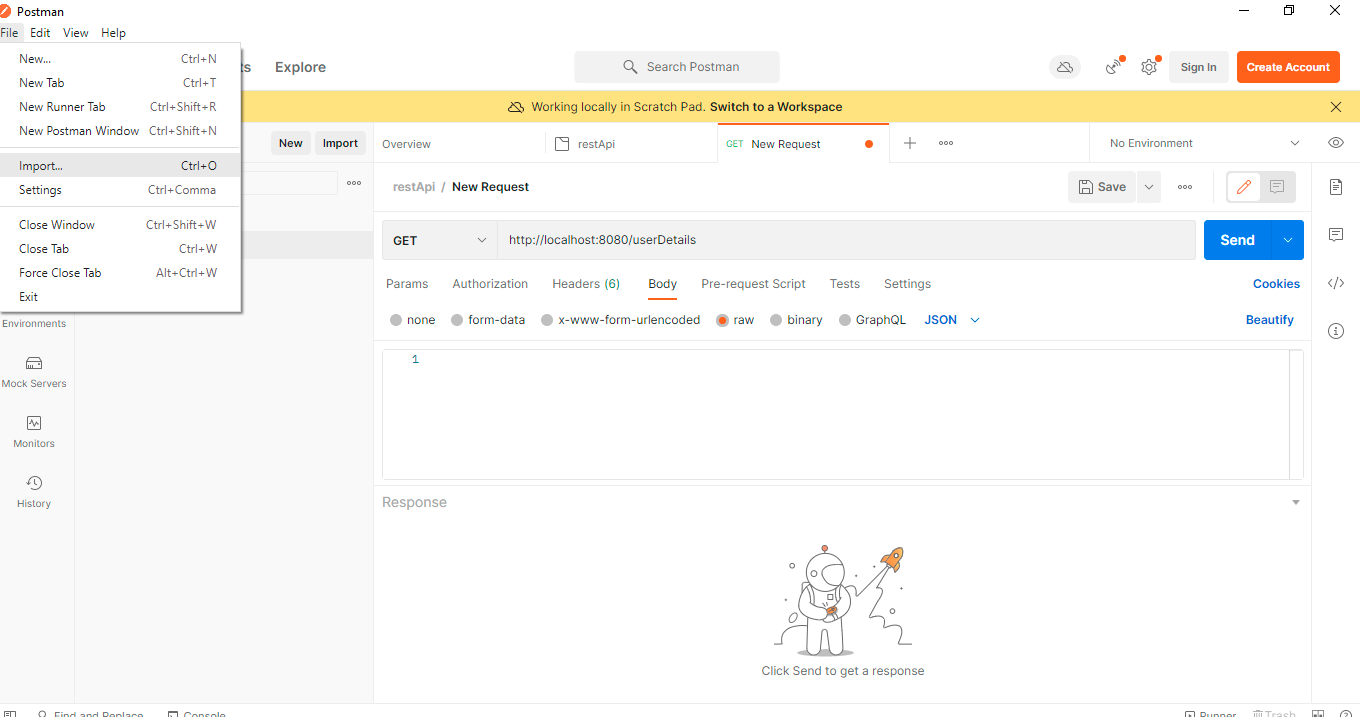 Postman
File Edit View Help
New... Ctrl+N
New Tab Ctrl+T
New Runner Tab Ctrl+Shift+R
New Postman Window Ctrl+Shift+N
Import... Ctrl+O
Settings Ctrl+Comma
Close Window Ctrl+Shift+W
Close Tab Ctrl+W
Force Close Tab Alt+Ctrl+W
Exit
Explore
Search Postman
Sign In
Create Account
Working locally in Scratch Pad. Switch to a Workspace
New Import
Overview
restApi
GET New Request
No Environment
restApi / New Request
Save
GET
http://localhost:8080/userDetails
Send
Params Authorization Headers (6) Body Pre-request Script Tests Settings
Cookies
none form-data x-www-form-urlencoded raw binary GraphQL JSON
Beautify
1
Environments
Mock Servers
Monitors
History
Response
Click Send to get a response
Find and Replace Console
Runner Trash